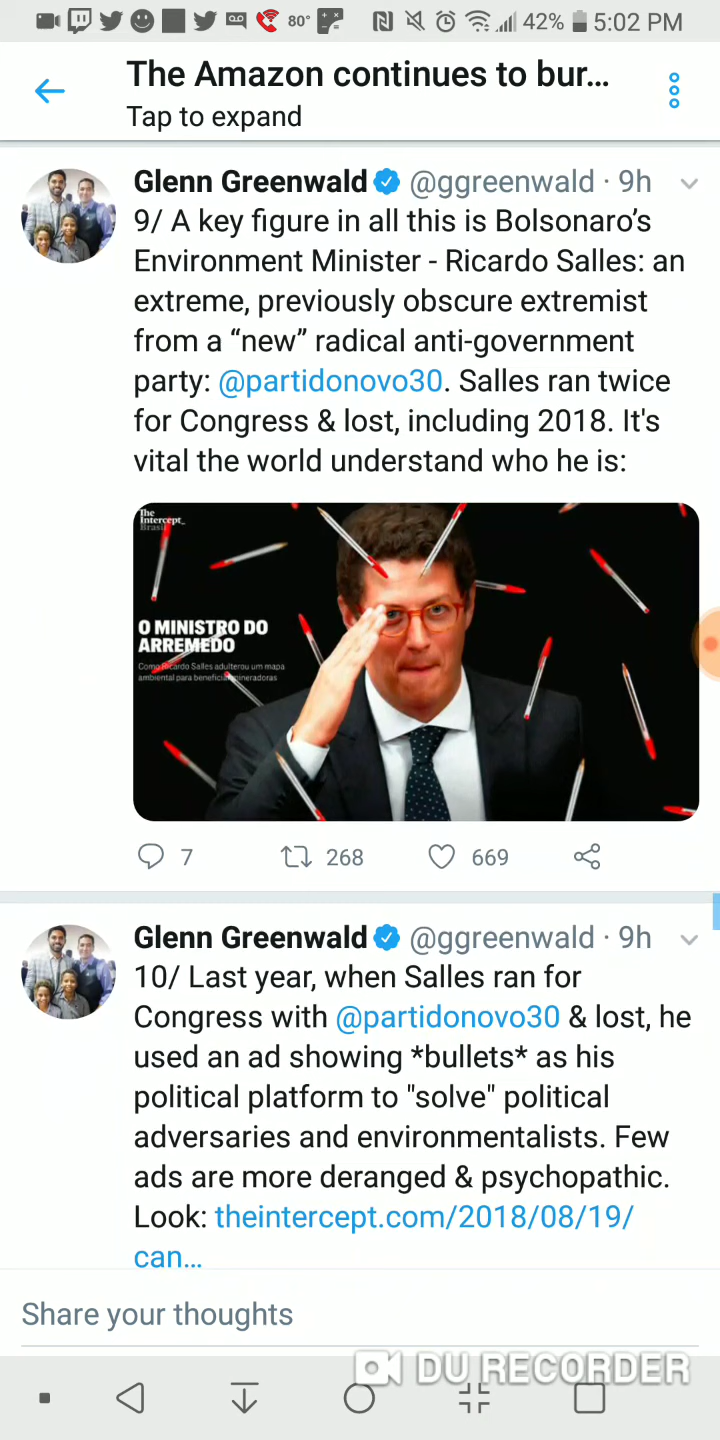 80° 42% 5:02 PM
The Amazon continues to bur...
Tap to expand
Glenn Greenwald @ggreenwald · 9h
9/ A key figure in all this is Bolsonaro’s
Environment Minister - Ricardo Salles: an
extreme, previously obscure extremist
from a “new” radical anti-government
party: @partidonovo30. Salles ran twice
for Congress & lost, including 2018. It's
vital the world understand who he is:
The
Intercept_
Brasil
O MINISTRO DO
ARREMEDO
Como Ricardo Salles adulterou um mapa
ambiental para beneficiar mineradoras
7 268 669
Glenn Greenwald @ggreenwald · 9h
10/ Last year, when Salles ran for
Congress with @partidonovo30 & lost, he
used an ad showing *bullets* as his
political platform to "solve" political
adversaries and environmentalists. Few
ads are more deranged & psychopathic.
Look: theintercept.com/2018/08/19/
can...
Share your thoughts
DU RECORDER